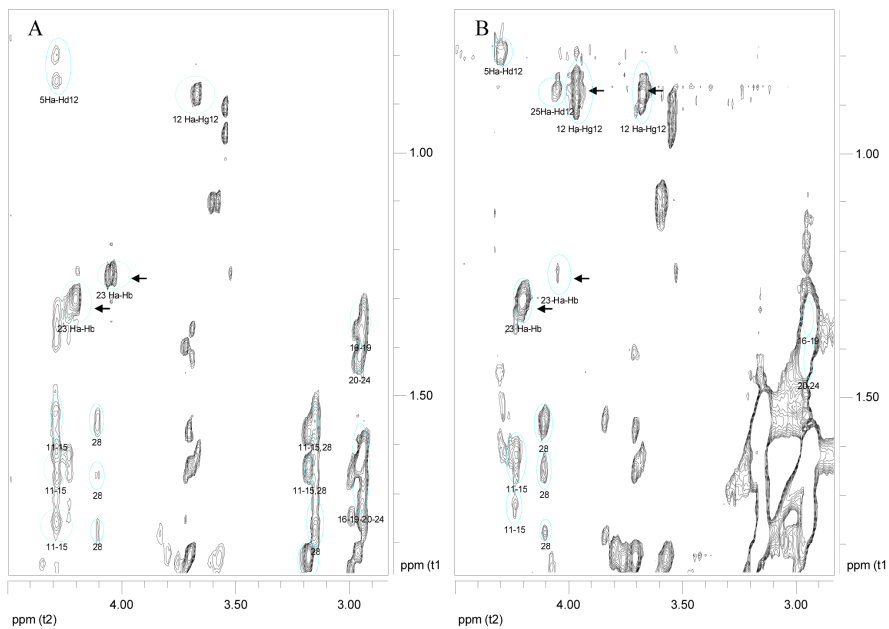 A
5Ha-Hd12
12 Ha-Hg12
1.00
23 Ha-Hb
23 Ha-Hb
16-19
20-24
1.50
11-15
28
11-15,28
11-15
11-15,28
16-19,20-24
11-15
28
28
ppm (t1
4.00
3.50
3.00
ppm (t2)
B
5Ha-Hd12
25Ha-Hd12
12 Ha-Hg12
12 Ha-Hg12
1.00
23-Ha-Hb
23 Ha-Hb
16-19
20-24
1.50
28
11-15
11-15
28
ppm (t1
4.00
3.50
3.00
ppm (t2)